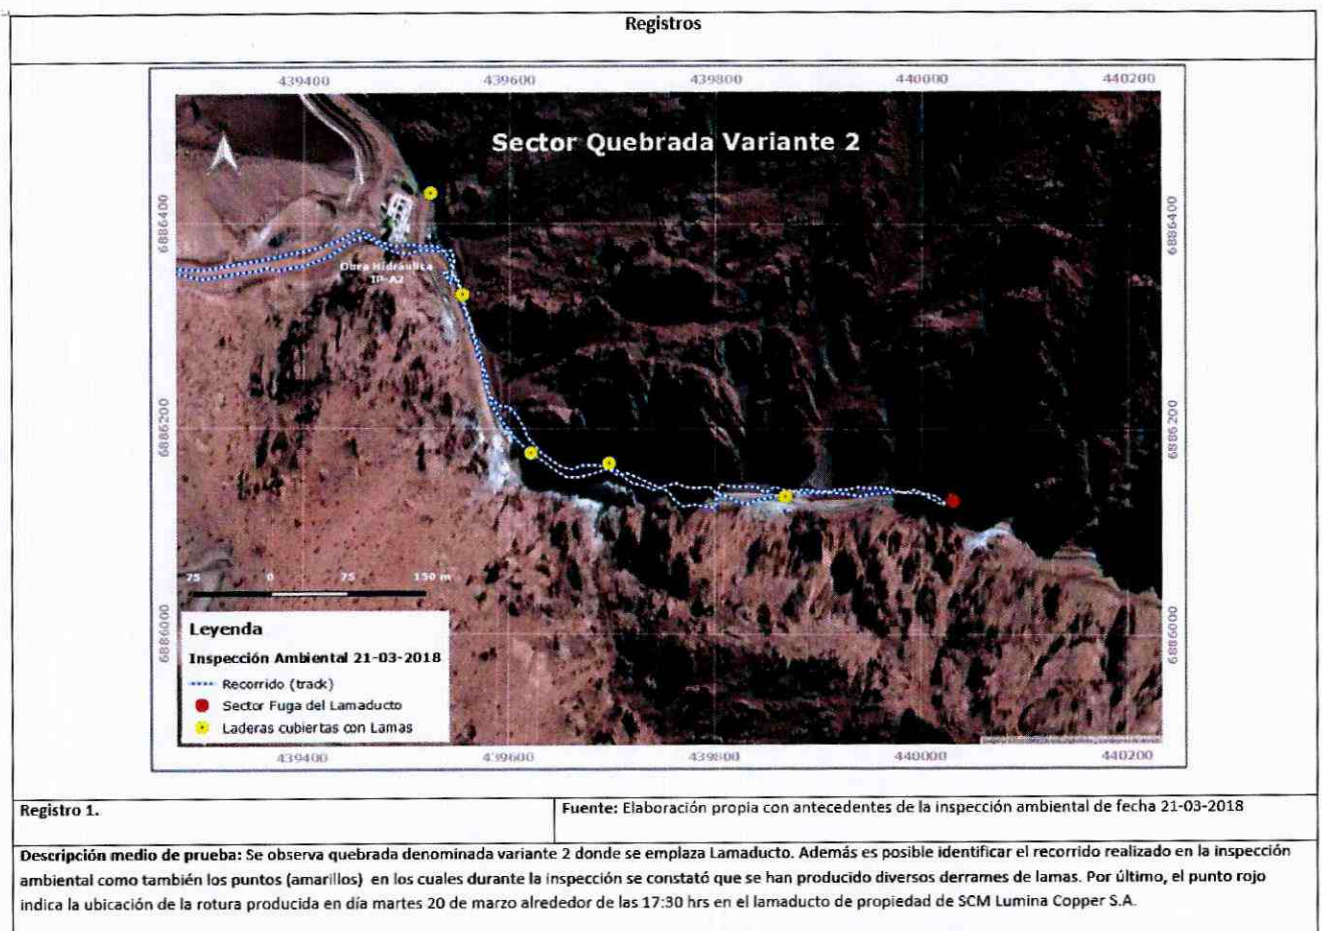 Registros
439400 439600 439800 440000 440200
Sector Quebrada Variante 2
6886400 6886400
Obra Hidráulica
IP-A2
6886200 6886200
75 0 75 150 m
6886000 6886000
Leyenda
Inspección Ambiental 21-03-2018
Recorrido (track)
Sector Fuga del Lamaducto
Laderas cubiertas con Lamas
439400 439600 439800 440000 440200
Registro 1.
Fuente: Elaboración propia con antecedentes de la inspección ambiental de fecha 21-03-2018
Descripción medio de prueba: Se observa quebrada denominada variante 2 donde se emplaza Lamaducto. Además es posible identificar el recorrido realizado en la inspección
ambiental como también los puntos (amarillos) en los cuales durante la inspección se constató que se han producido diversos derrames de lamas. Por último, el punto rojo
indica la ubicación de la rotura producida en día martes 20 de marzo alrededor de las 17:30 hrs en el lamaducto de propiedad de SCM Lumina Copper S.A.